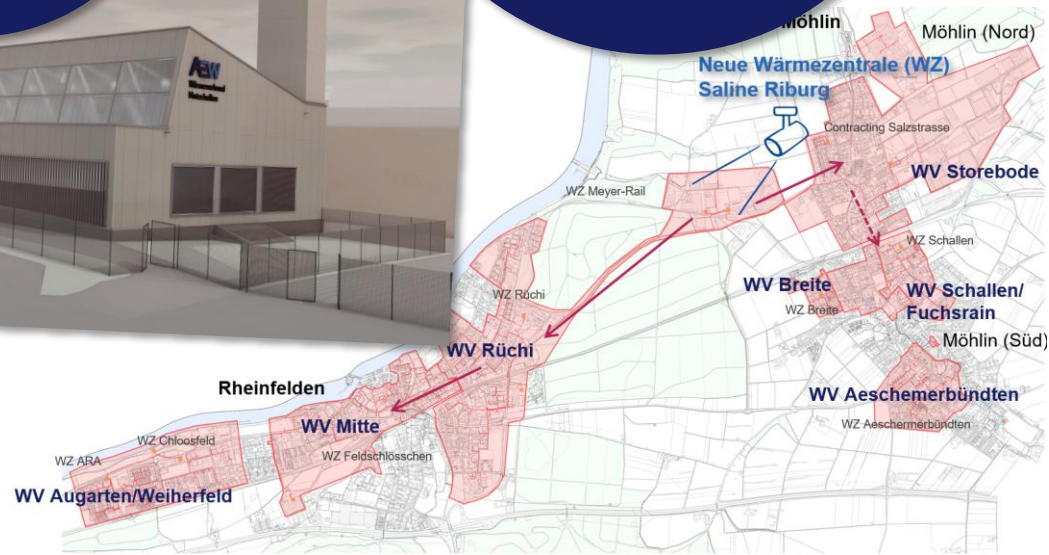 AEW
Wärmeverbund
Möhlin
Möhlin (Nord)
Neue Wärmezentrale (WZ)
Saline Riburg
Contracting Salzstrasse
WZ Meyer-Rail
WV Storebode
WZ Schallen
WV Breite
WV Schallen/
Fuchsrain
WZ Rüchi
WZ Breite
Möhlin (Süd)
WV Rüchi
Rheinfelden
WV Aeschemerbündten
WV Mitte
WZ Aeschermerbündten
WZ Chloosfeld
WZ Feldschlösschen
WZ ARA
WV Augarten/Weiherfeld